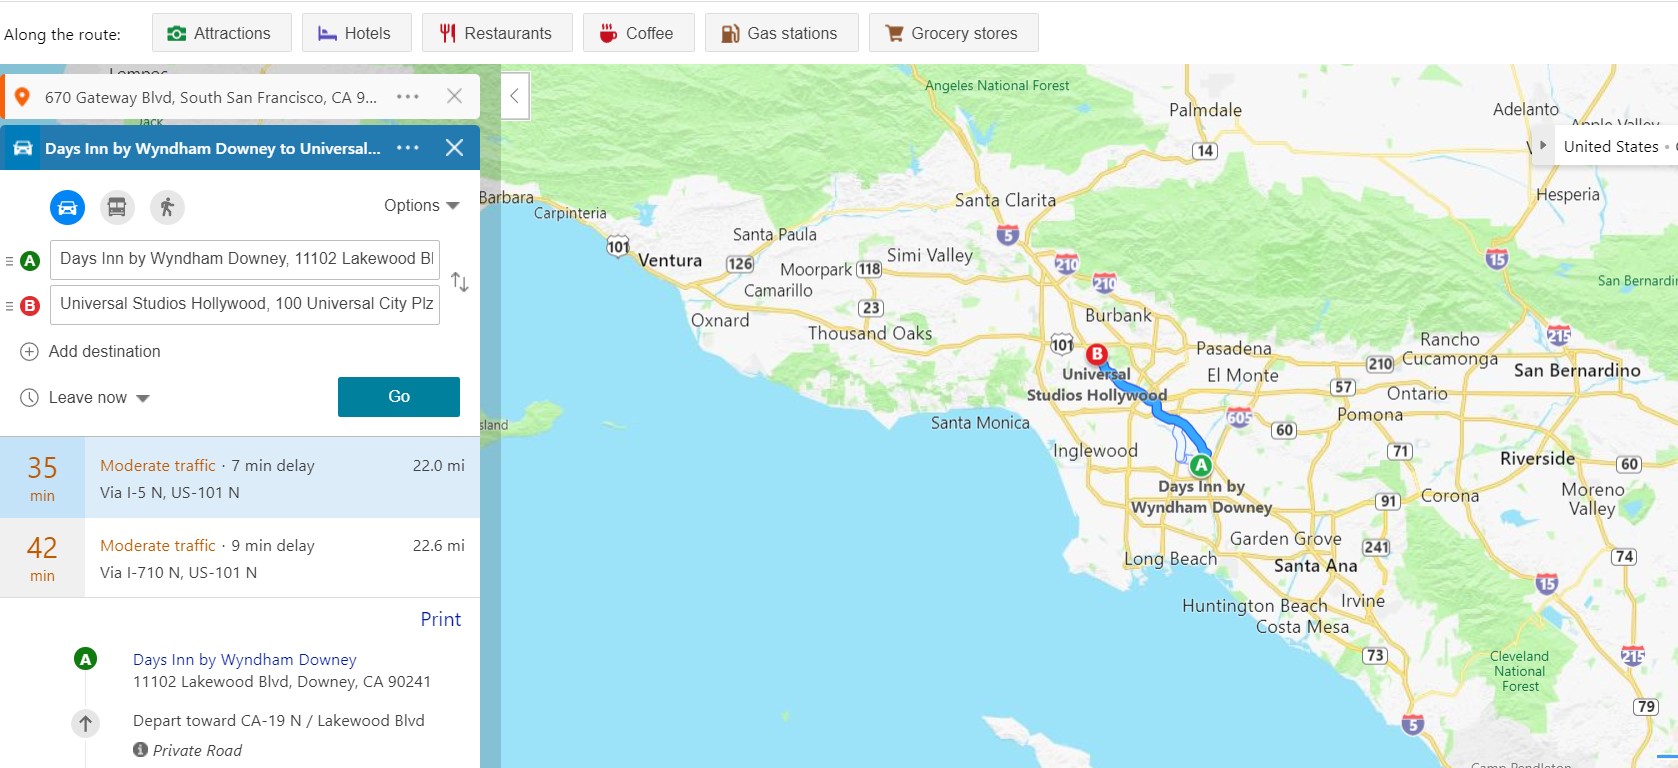 Along the route:
Attractions
Hotels
Restaurants
Coffee
Gas stations
Grocery stores
670 Gateway Blvd, South San Francisco, CA 9...
Days Inn by Wyndham Downey to Universal...
Options
A
Days Inn by Wyndham Downey, 11102 Lakewood Bl
B
Universal Studios Hollywood, 100 Universal City Plz
Add destination
Leave now
Go
35
min
Moderate traffic · 7 min delay
22.0 mi
Via I-5 N, US-101 N
42
min
Moderate traffic · 9 min delay
22.6 mi
Via I-710 N, US-101 N
Print
A
Days Inn by Wyndham Downey
11102 Lakewood Blvd, Downey, CA 90241
Depart toward CA-19 N / Lakewood Blvd
Private Road
Angeles National Forest
Palmdale
Adelanto
Apple Valley
United States
14
Hesperia
Barbara
Carpinteria
Santa Clarita
101
Ventura
Santa Paula
5
126
Moorpark
118
Simi Valley
210
15
Camarillo
210
San Bernardin
Oxnard
23
Burbank
Thousand Oaks
101
B
Pasadena
Rancho
Cucamonga
215
Universal
Studios Hollywood
El Monte
210
57
Ontario
San Bernardino
sland
Santa Monica
605
60
Pomona
Inglewood
71
Riverside
60
A
Days Inn by
Wyndham Downey
91
Corona
Moreno
Valley
Garden Grove
241
Long Beach
Santa Ana
74
15
Huntington Beach
Irvine
Costa Mesa
73
Cleveland
National
Forest
215
79
5
Camp Pendleton